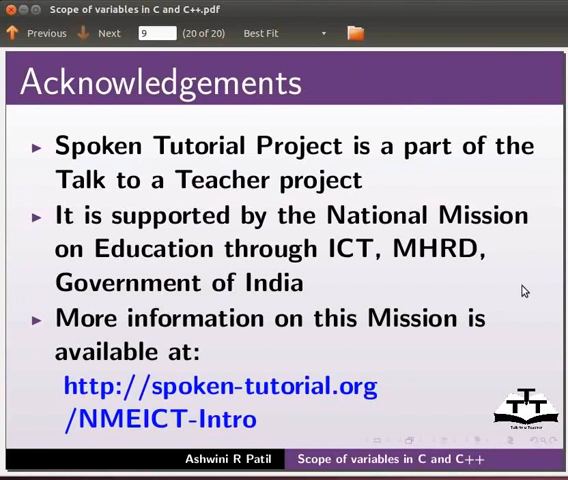 Scope of variables in C and C++.pdf
Previous Next 9 (20 of 20) Best Fit
Acknowledgements
Spoken Tutorial Project is a part of the
Talk to a Teacher project
It is supported by the National Mission
on Education through ICT, MHRD,
Government of India
More information on this Mission is
available at:
http://spoken-tutorial.org
/NMEICT-Intro
Talk to a Teacher
Ashwini R Patil Scope of variables in C and C++